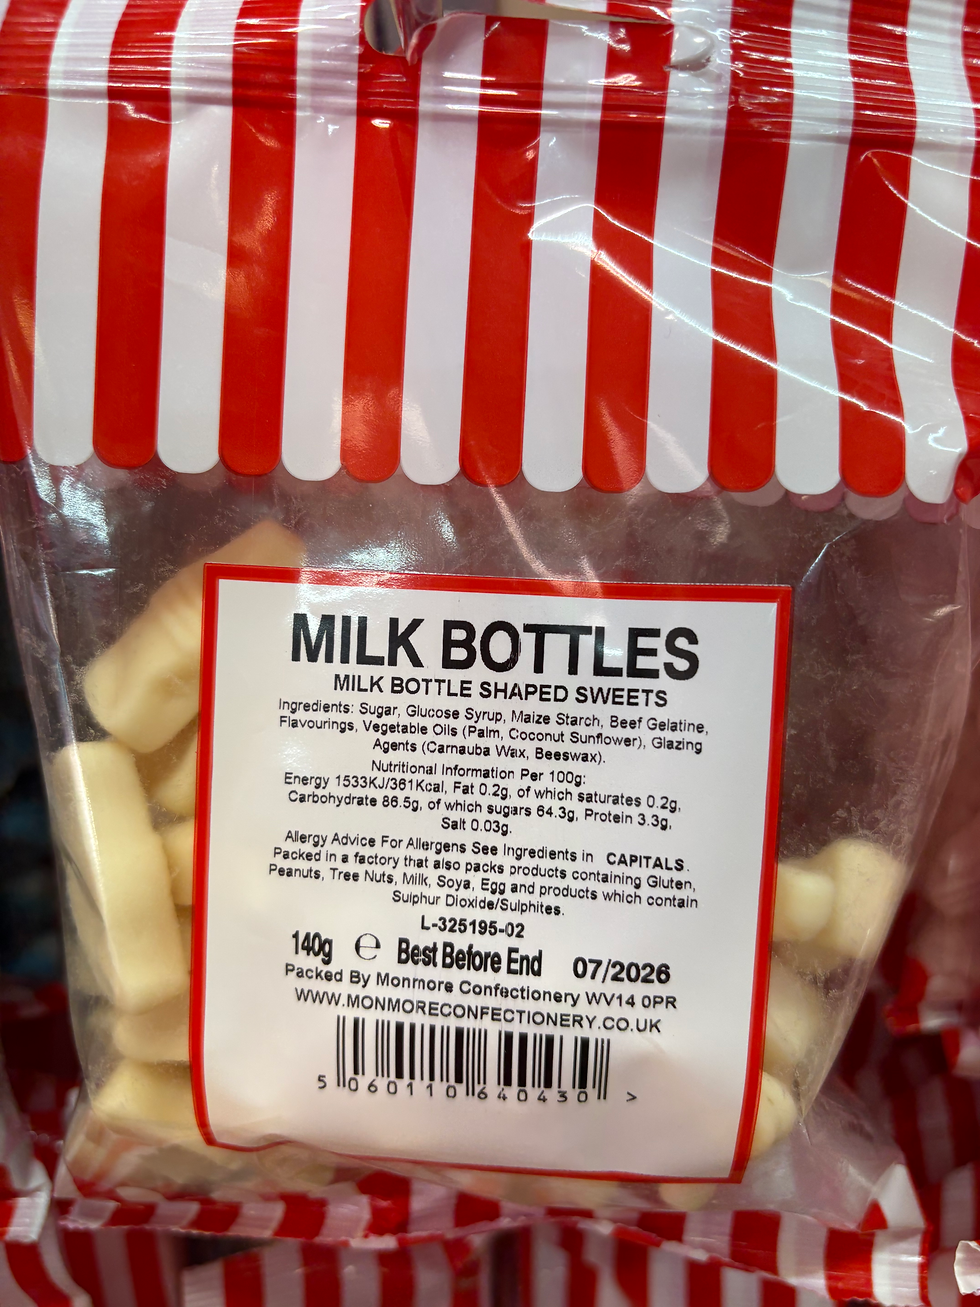 MILK BOTTLES
MILK BOTTLE SHAPED SWEETS
Ingredients: Sugar, Glucose Syrup, Maize Starch, Beef Gelatine,
Flavourings, Vegetable Oils (Palm, Coconut Sunflower), Glazing
Agents (Carnauba Wax, Beeswax).
Nutritional Information Per 100g:
Energy 1533KJ/361Kcal, Fat 0.2g, of which saturates 0.2g,
Carbohydrate 86.5g, of which sugars 64.3g, Protein 3.3g,
Salt 0.03g.
Allergy Advice For Allergens See Ingredients in CAPITALS.
Packed in a factory that also packs products containing Gluten,
Peanuts, Tree Nuts, Milk, Soya, Egg and products which contain
Sulphur Dioxide/Sulphites.
L-325195-02
140g ℮ Best Before End 07/2026
Packed By Monmore Confectionery WV14 0PR
WWW.MONMORECONFECTIONERY.CO.UK
5 060110 640430 >